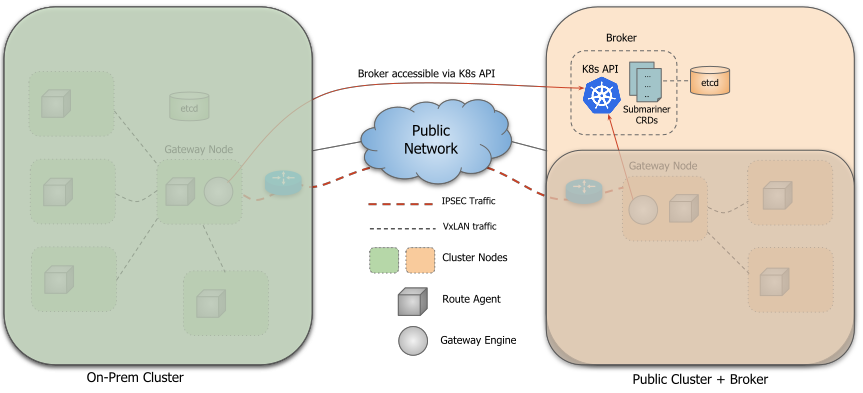 Broker
Broker accessible via K8s API
K8s API
...
...
..
etcd
Submariner
CRDs
etcd
Public
Network
Gateway Node
Gateway Node
IPSEC Traffic
VxLAN traffic
Cluster Nodes
Route Agent
Gateway Engine
On-Prem Cluster
Public Cluster + Broker